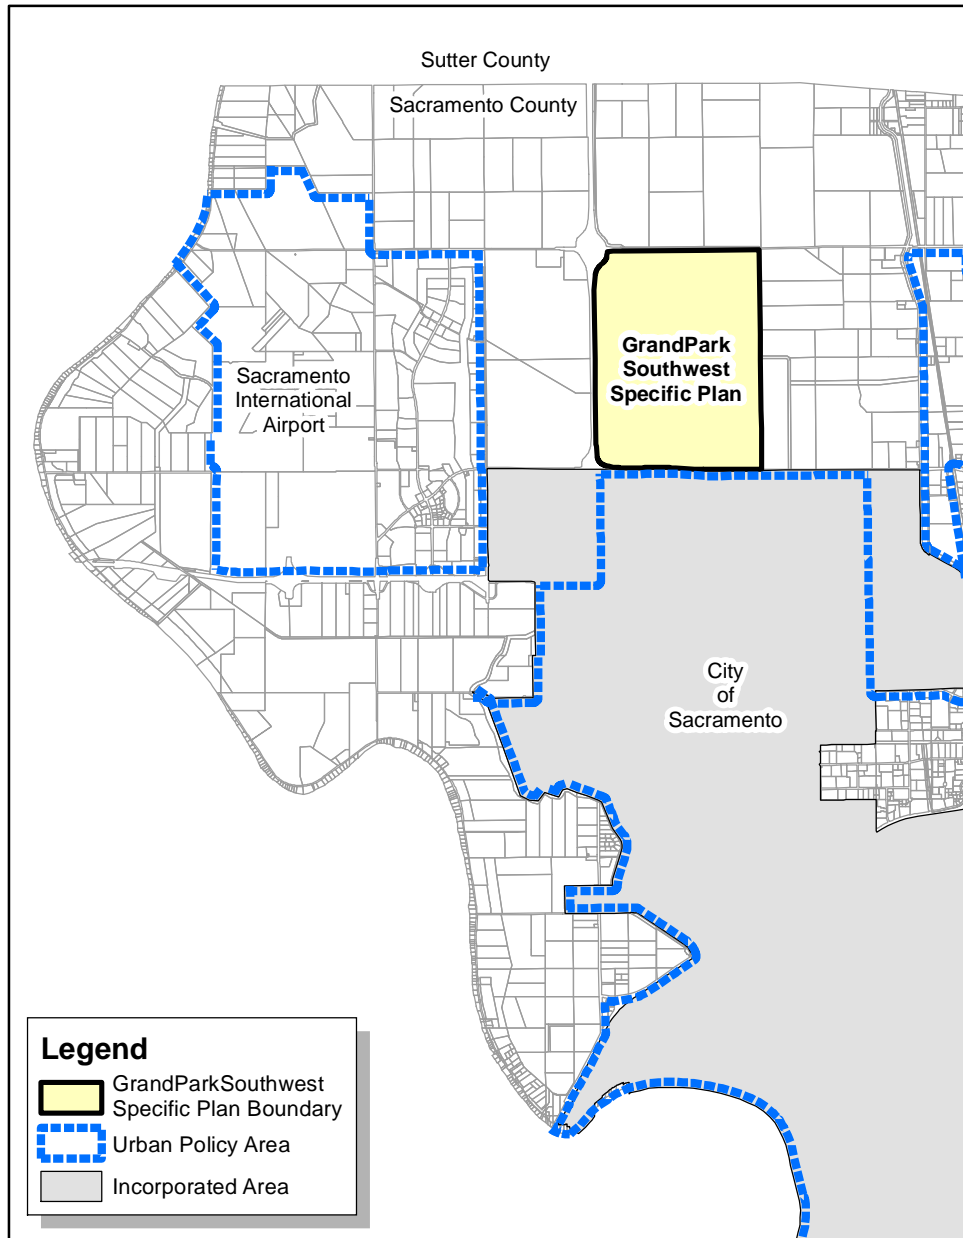 Sutter County
Sacramento County
GrandPark
Southwest
Specific Plan
Sacramento
International
Airport
City
of
Sacramento
Legend
GrandParkSouthwest
Specific Plan Boundary
Urban Policy Area
Incorporated Area